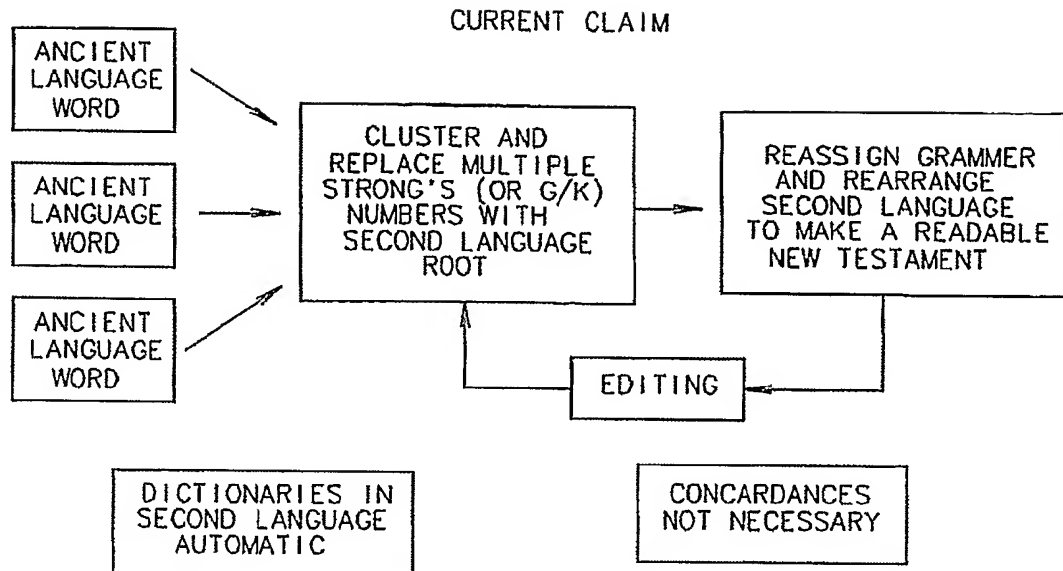 CURRENT CLAIM
ANCIENT
LANGUAGE
WORD
ANCIENT
LANGUAGE
WORD
ANCIENT
LANGUAGE
WORD
CLUSTER AND
REPLACE MULTIPLE
STRONG'S (OR G/K)
NUMBERS WITH
SECOND LANGUAGE
ROOT
REASSIGN GRAMMER
AND REARRANGE
SECOND LANGUAGE
TO MAKE A READABLE
NEW TESTAMENT
EDITING
DICTIONARIES IN
SECOND LANGUAGE
AUTOMATIC
CONCARDANCES
NOT NECESSARY